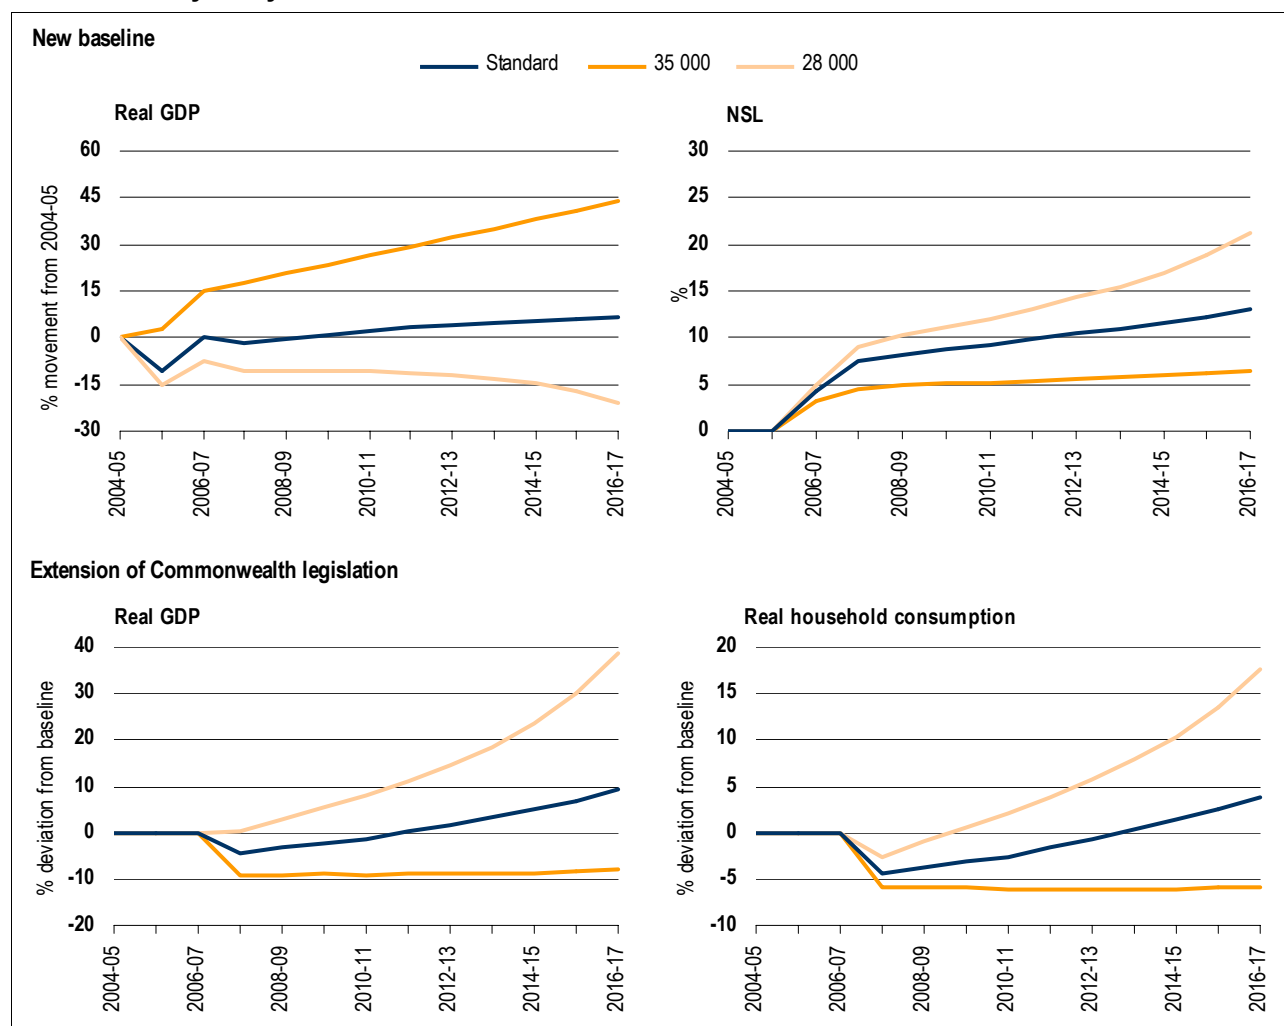 New baseline
Standard 35 000 28 000
Real GDP
% movement from 2004-05
60
45
30
15
0
-15
-30
2004-05 2006-07 2008-09 2010-11 2012-13 2014-15 2016-17
NSL
%
30
25
20
15
10
5
0
2004-05 2006-07 2008-09 2010-11 2012-13 2014-15 2016-17
Extension of Commonwealth legislation
Real GDP
% deviation from baseline
40
30
20
10
0
-10
-20
2004-05 2006-07 2008-09 2010-11 2012-13 2014-15 2016-17
Real household consumption
% deviation from baseline
20
15
10
5
0
-5
-10
2004-05 2006-07 2008-09 2010-11 2012-13 2014-15 2016-17